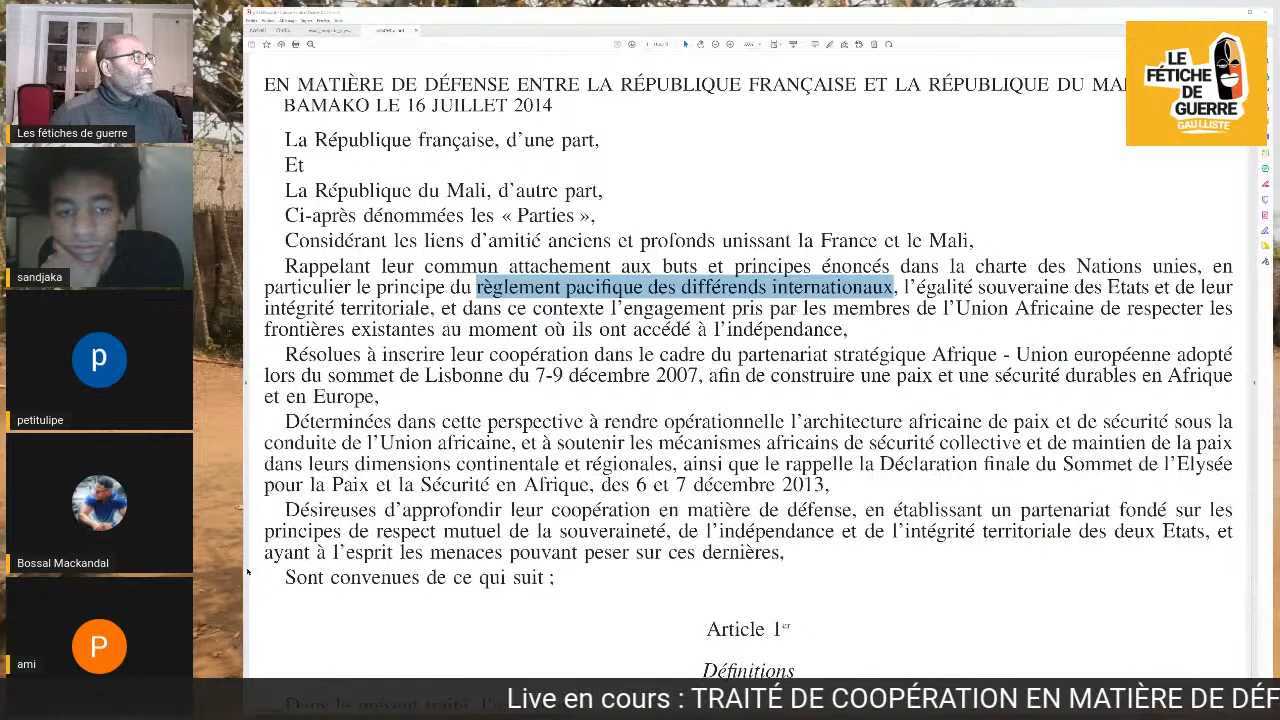 Les fétiches de guerre
sandjaka
p
petitulipe
Bossal Mackandal
P
ami
LE
FÉTICHE
DE
GUERRE
GAULLISTE
EN MATIÈRE DE DÉFENSE ENTRE LA RÉPUBLIQUE FRANÇAISE ET LA RÉPUBLIQUE DU
BAMAKO LE 16 JUILLET 2014
La République française, d’une part,
Et
La République du Mali, d’autre part,
Ci-après dénommées les « Parties »,
Considérant les liens d’amitié anciens et profonds unissant la France et le Mali,
Rappelant leur commun attachement aux buts et principes énoncés dans la charte des Nations unies, en
particulier le principe du règlement pacifique des différends internationaux, l’égalité souveraine des Etats et de leur
intégrité territoriale, et dans ce contexte l’engagement pris par les membres de l’Union Africaine de respecter les
frontières existantes au moment où ils ont accédé à l’indépendance,
Résolues à inscrire leur coopération dans le cadre du partenariat stratégique Afrique - Union européenne adopté
lors du sommet de Lisbonne du 7-9 décembre 2007, afin de construire une paix et une sécurité durables en Afrique
et en Europe,
Déterminées dans cette perspective à rendre opérationnelle l’architecture africaine de paix et de sécurité sous la
conduite de l’Union africaine, et à soutenir les mécanismes africains de sécurité collective et de maintien de la paix
dans leurs dimensions continentale et régionales, ainsi que le rappelle la Déclaration finale du Sommet de l’Elysée
pour la Paix et la Sécurité en Afrique, des 6 et 7 décembre 2013,
Désireuses d’approfondir leur coopération en matière de défense, en établissant un partenariat fondé sur les
principes de respect mutuel de la souveraineté, de l’indépendance et de l’intégrité territoriale des deux Etats, et
ayant à l’esprit les menaces pouvant peser sur ces dernières,
Sont convenues de ce qui suit ;
Article 1er
Définitions
Live en cours : TRAITÉ DE COOPÉRATION EN MATIÈRE DE DÉF